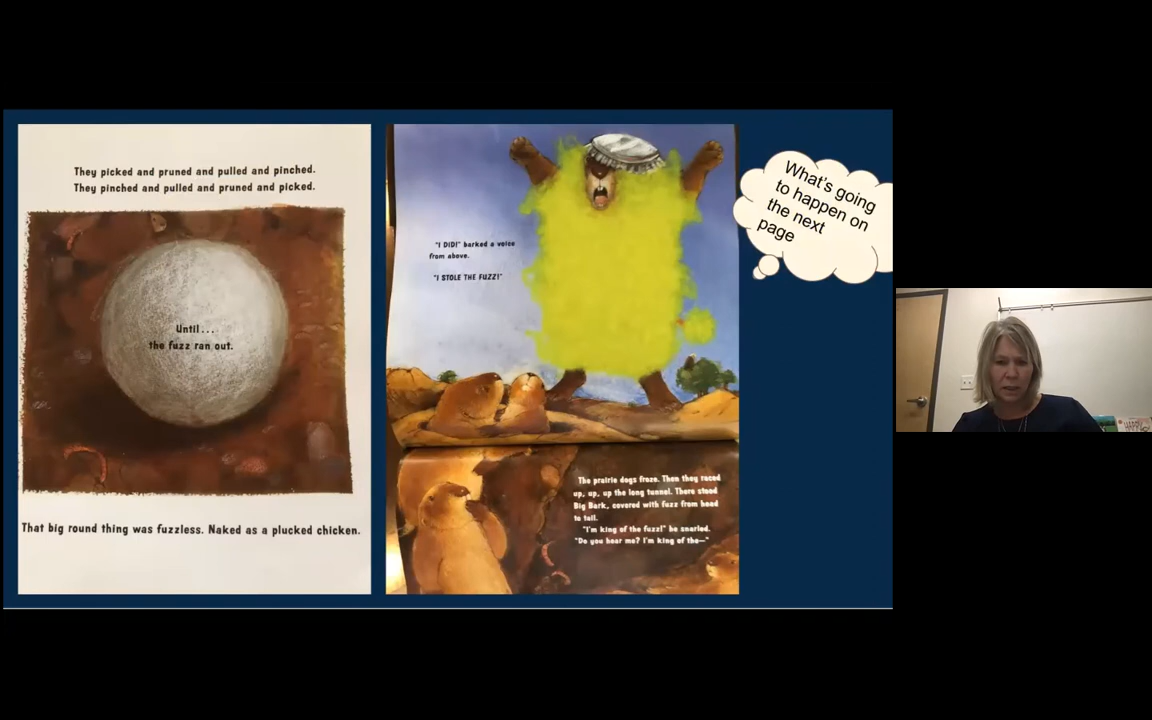 They picked and pruned and pulled and pinched.
They pinched and pulled and pruned and picked.
Until...
the fuzz ran out.
That big round thing was fuzzless. Naked as a plucked chicken.
"I DID!" barked a voice
from above.
"I STOLE THE FUZZ!"
The prairie dogs froze. Then they raced
up, up, up the long tunnel. There stood
Big Bark, covered with fuzz from head
to tail.
"I'm king of the fuzz!" he snarled.
"Do you hear me? I'm king of the—"
What's going
to happen on
the next
page